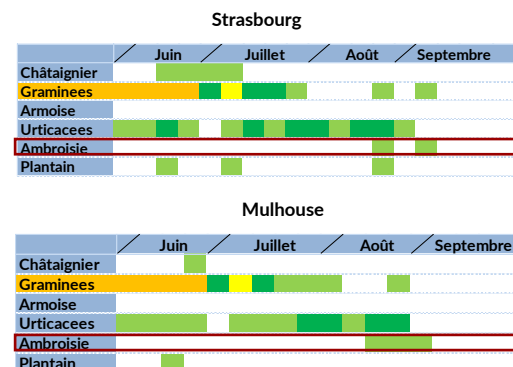 Strasbourg
Juin Juillet Août Septembre
Châtaignier
Graminees
Armoise
Urticacees
Ambroisie
Plantain
Mulhouse
Juin Juillet Août Septembre
Châtaignier
Graminees
Armoise
Urticacees
Ambroisie
Plantain